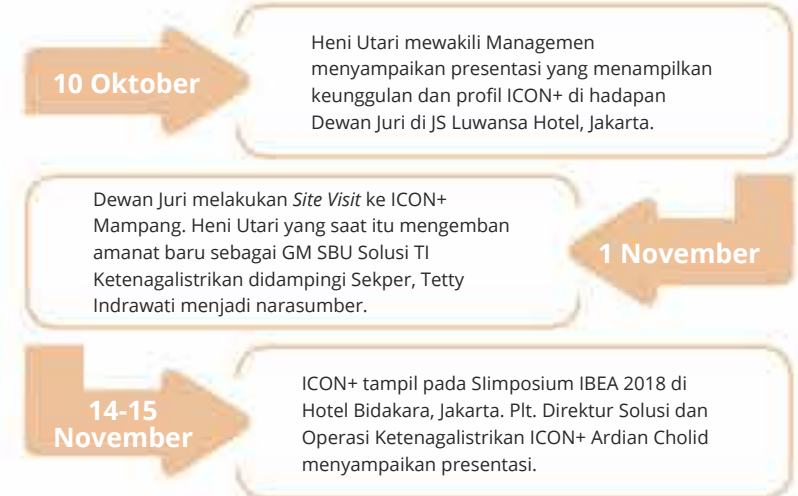 10 Oktober
Heni Utari mewakili Managemen
menyampaikan presentasi yang menampilkan
keunggulan dan profil ICON+ di hadapan
Dewan Juri di JS Luwansa Hotel, Jakarta.
Dewan Juri melakukan Site Visit ke ICON+
Mampang. Heni Utari yang saat itu mengemban
amanat baru sebagai GM SBU Solusi TI
Ketenagalistrikan didampingi Sekper, Tetty
Indrawati menjadi narasumber.
1 November
14-15
November
ICON+ tampil pada SIimposium IBEA 2018 di
Hotel Bidakara, Jakarta. Plt. Direktur Solusi dan
Operasi Ketenagalistrikan ICON+ Ardian Cholid
menyampaikan presentasi.